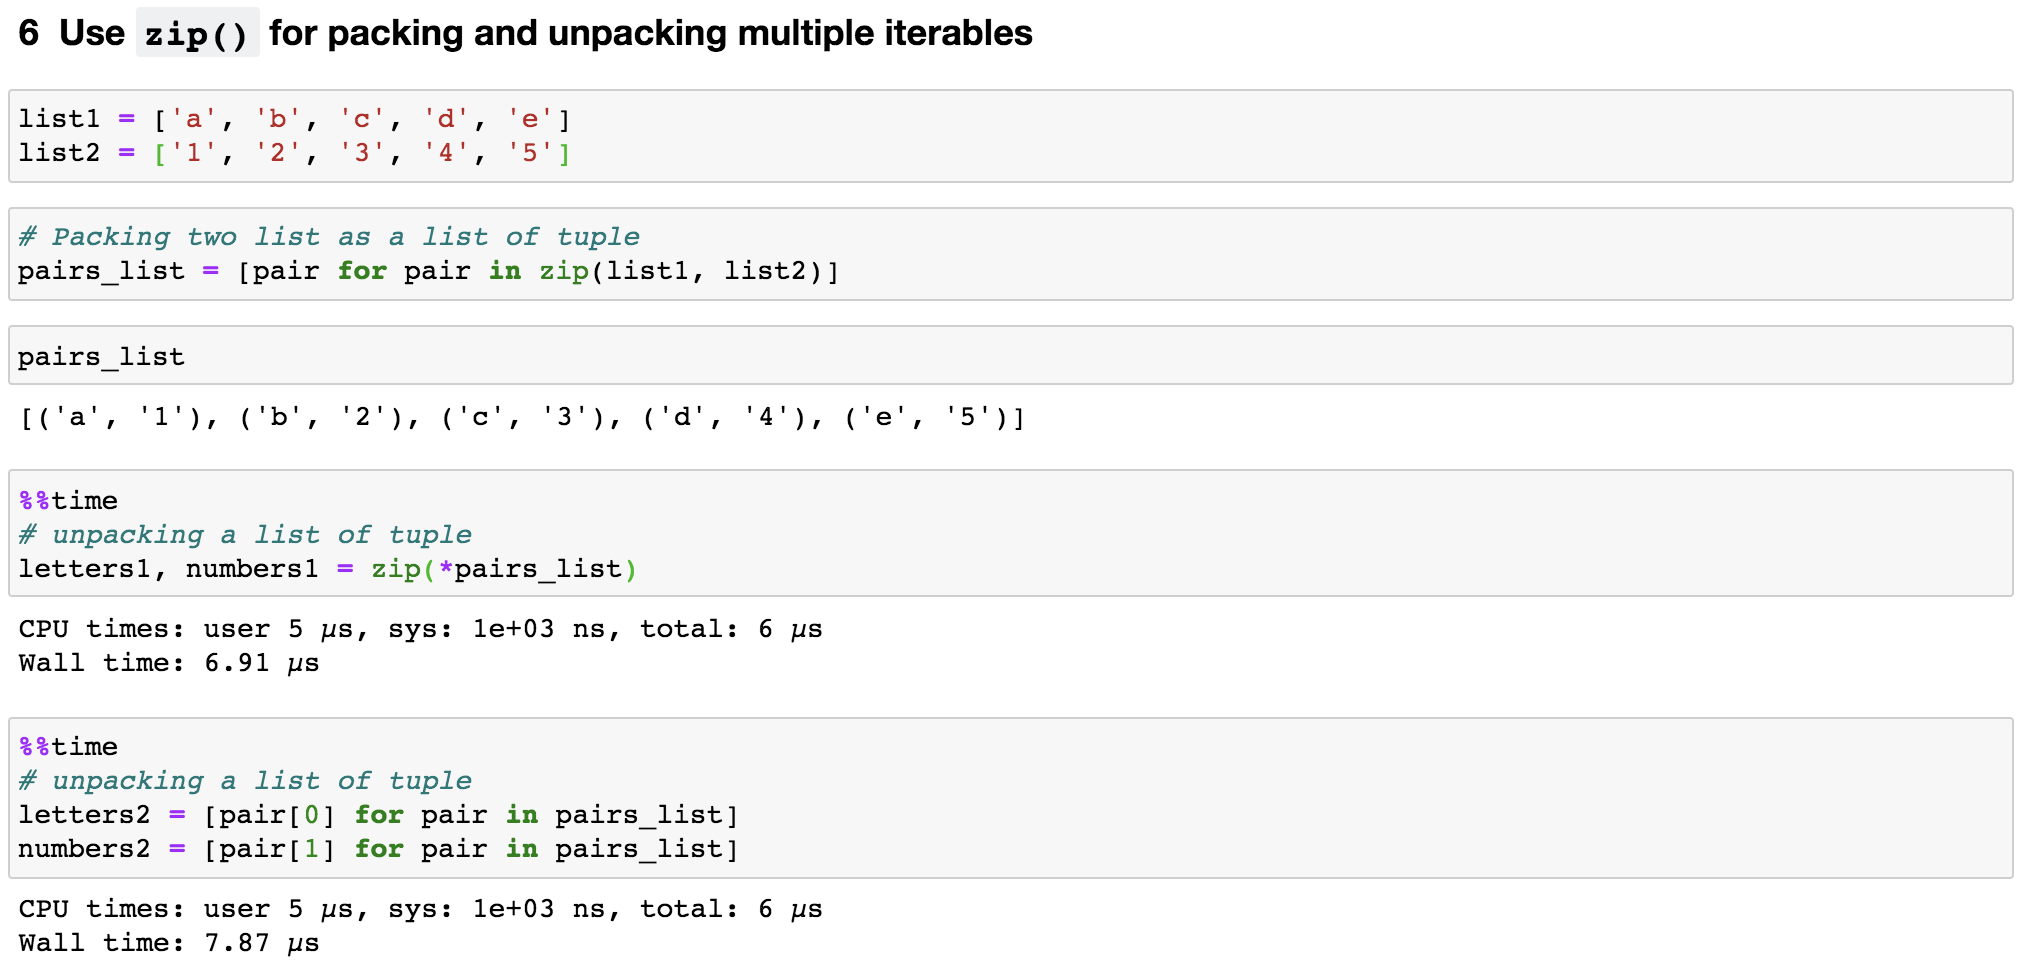 6 Use zip() for packing and unpacking multiple iterables
list1 = ['a', 'b', 'c', 'd', 'e']
list2 = ['1', '2', '3', '4', '5']
# Packing two list as a list of tuple
pairs_list = [pair for pair in zip(list1, list2)]
pairs_list
[('a', '1'), ('b', '2'), ('c', '3'), ('d', '4'), ('e', '5')]
%%time
# unpacking a list of tuple
letters1, numbers1 = zip(*pairs_list)
CPU times: user 5 µs, sys: 1e+03 ns, total: 6 µs
Wall time: 6.91 µs
%%time
# unpacking a list of tuple
letters2 = [pair[0] for pair in pairs_list]
numbers2 = [pair[1] for pair in pairs_list]
CPU times: user 5 µs, sys: 1e+03 ns, total: 6 µs
Wall time: 7.87 µs